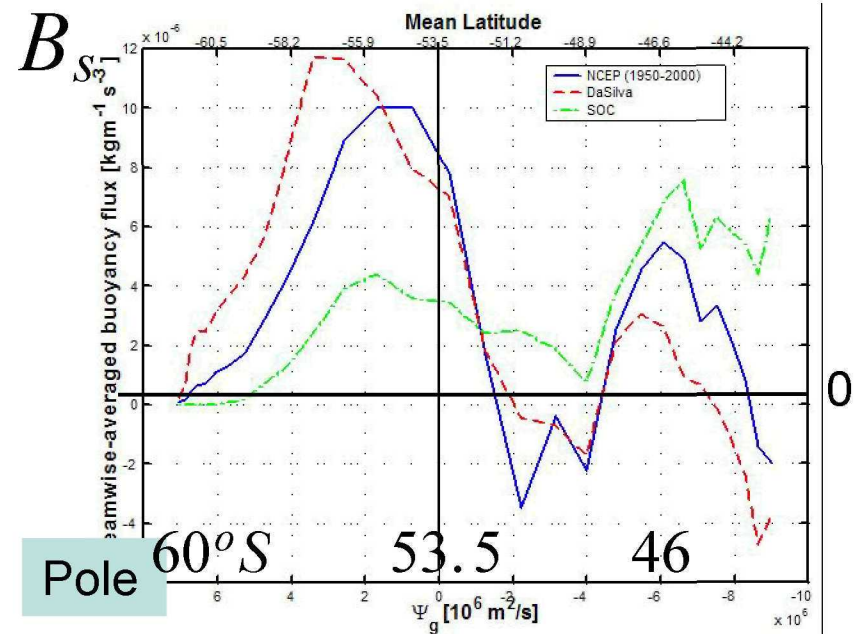 Mean Latitude
B_S
x 10^-6
-60.5 -58.2 -55.9 -53.5 -51.2 -48.9 -46.6 -44.2
eamwise-averaged buoyancy flux [kgm^-1 s^-3]
12
10
8
6
4
2
0
-2
-4
NCEP (1950-2000)
DaSilva
SOC
0
Pole
60°S 53.5 46
6 4 2 0 -2 -4 -6 -8 -10
Ψ_g [10^6 m^2/s]
x 10^6